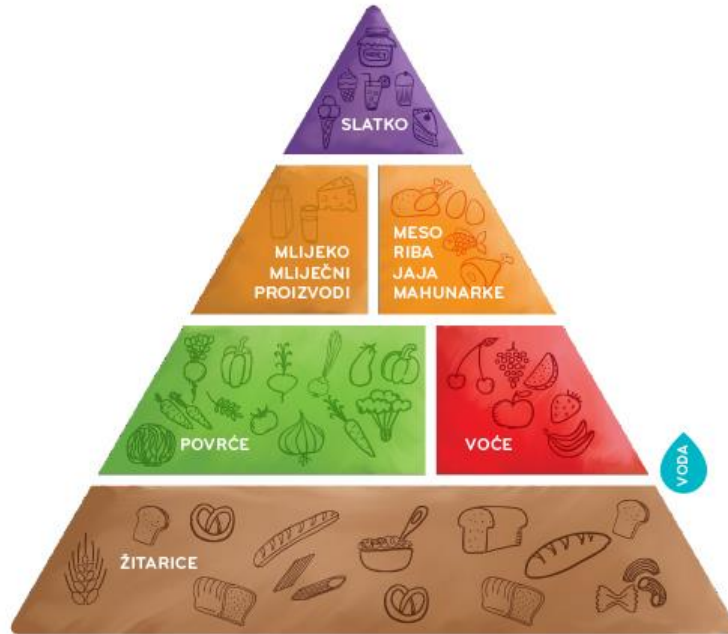 SLATKO
MLIJEKO
MLIJEČNI
PROIZVODI
MESO
RIBA
JAJA
MAHUNARKE
POVRĆE
VOĆE
VODA
ŽITARICE